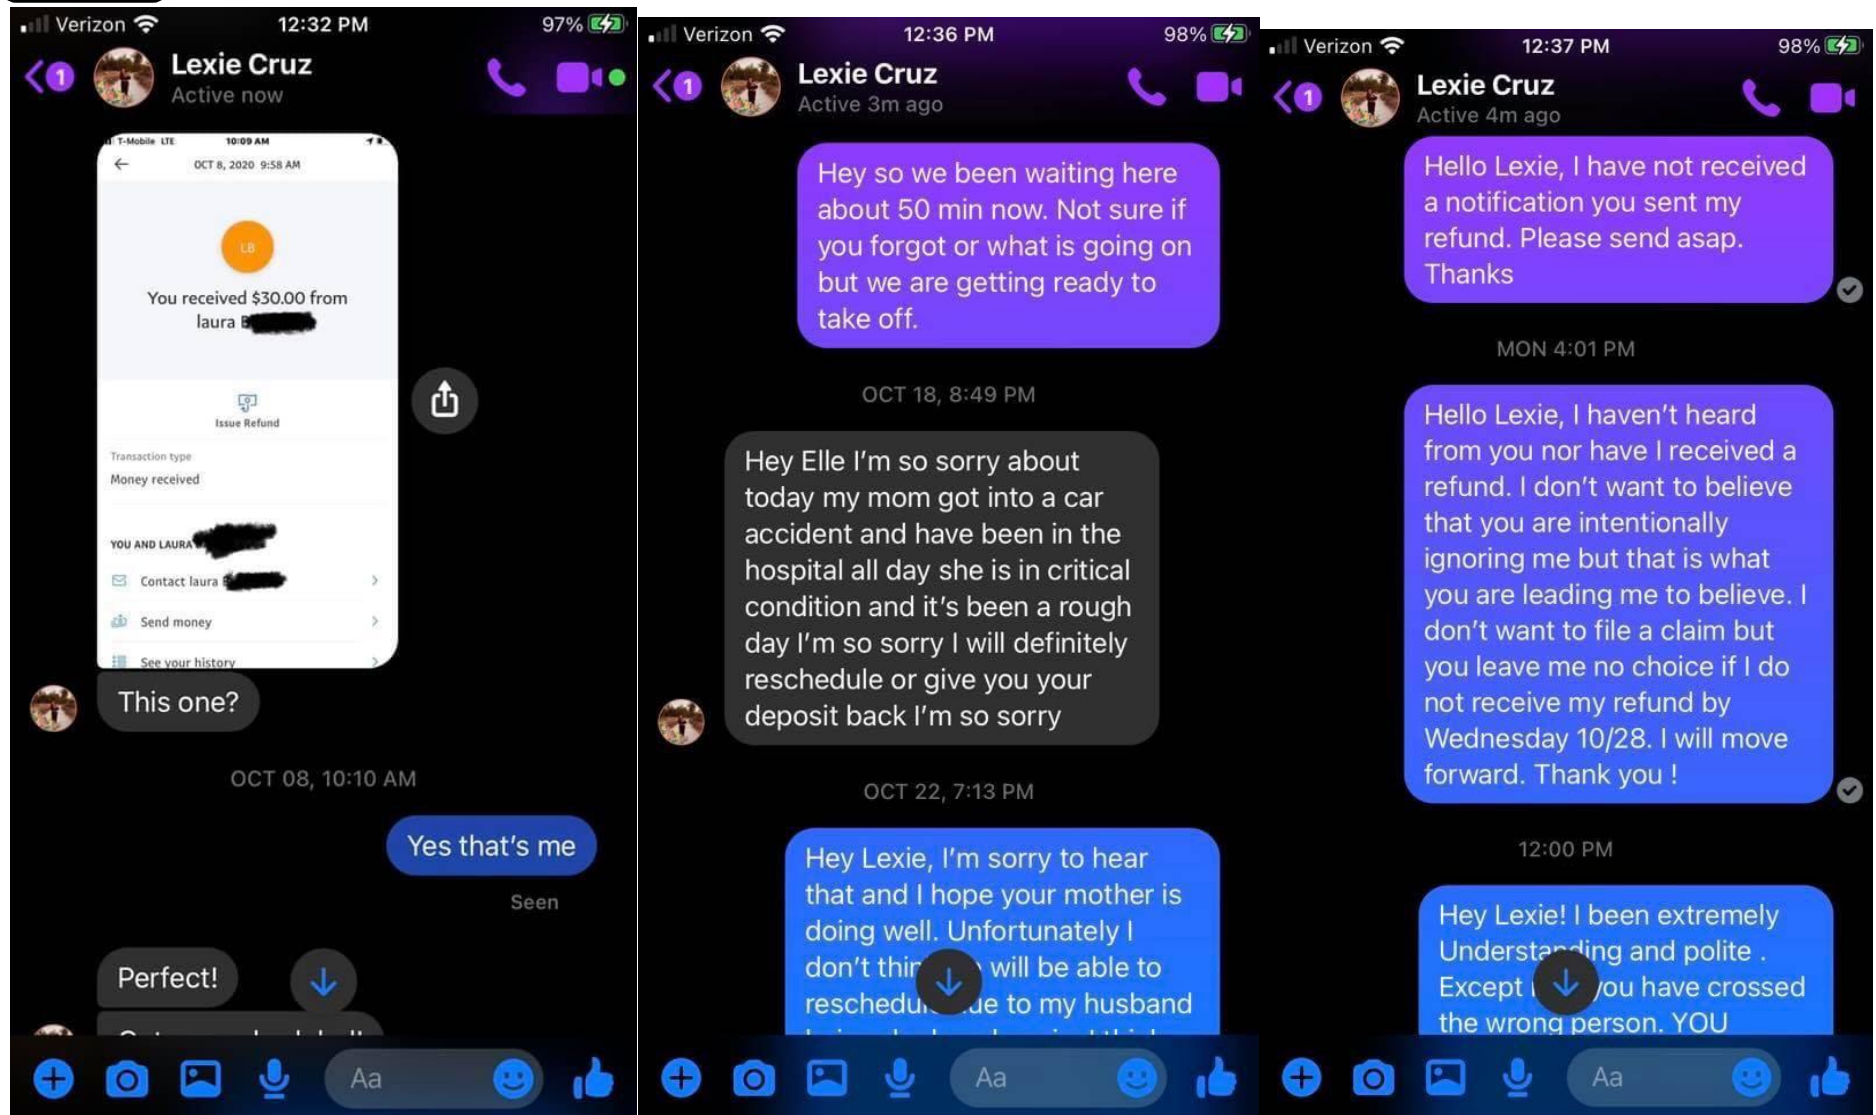 Verizon 12:32 PM 97%
1 Lexie Cruz
Active now
T-Mobile LTE 10:09 AM
OCT 8, 2020 9:58 AM
LB
You received $30.00 from
laura
Issue Refund
Transaction type
Money received
YOU AND LAURA
Contact laura
Send money
See your history
This one?
OCT 08, 10:10 AM
Yes that's me
Seen
Perfect!
Aa
Verizon 12:36 PM 98%
1 Lexie Cruz
Active 3m ago
Hey so we been waiting here
about 50 min now. Not sure if
you forgot or what is going on
but we are getting ready to
take off.
OCT 18, 8:49 PM
Hey Elle I'm so sorry about
today my mom got into a car
accident and have been in the
hospital all day she is in critical
condition and it's been a rough
day I'm so sorry I will definitely
reschedule or give you your
deposit back I'm so sorry
OCT 22, 7:13 PM
Hey Lexie, I'm sorry to hear
that and I hope your mother is
doing well. Unfortunately I
don't will be able to
to my husband
Aa
Verizon 12:37 PM 98%
1 Lexie Cruz
Active 4m ago
Hello Lexie, I have not received
a notification you sent my
refund. Please send asap.
Thanks
MON 4:01 PM
Hello Lexie, I haven't heard
from you nor have I received a
refund. I don't want to believe
that you are intentionally
ignoring me but that is what
you are leading me to believe. I
don't want to file a claim but
you leave me no choice if I do
not receive my refund by
Wednesday 10/28. I will move
forward. Thank you !
12:00 PM
Hey Lexie! I been extremely
Understanding and polite .
Except you have crossed
the wrong person. YOU
Aa